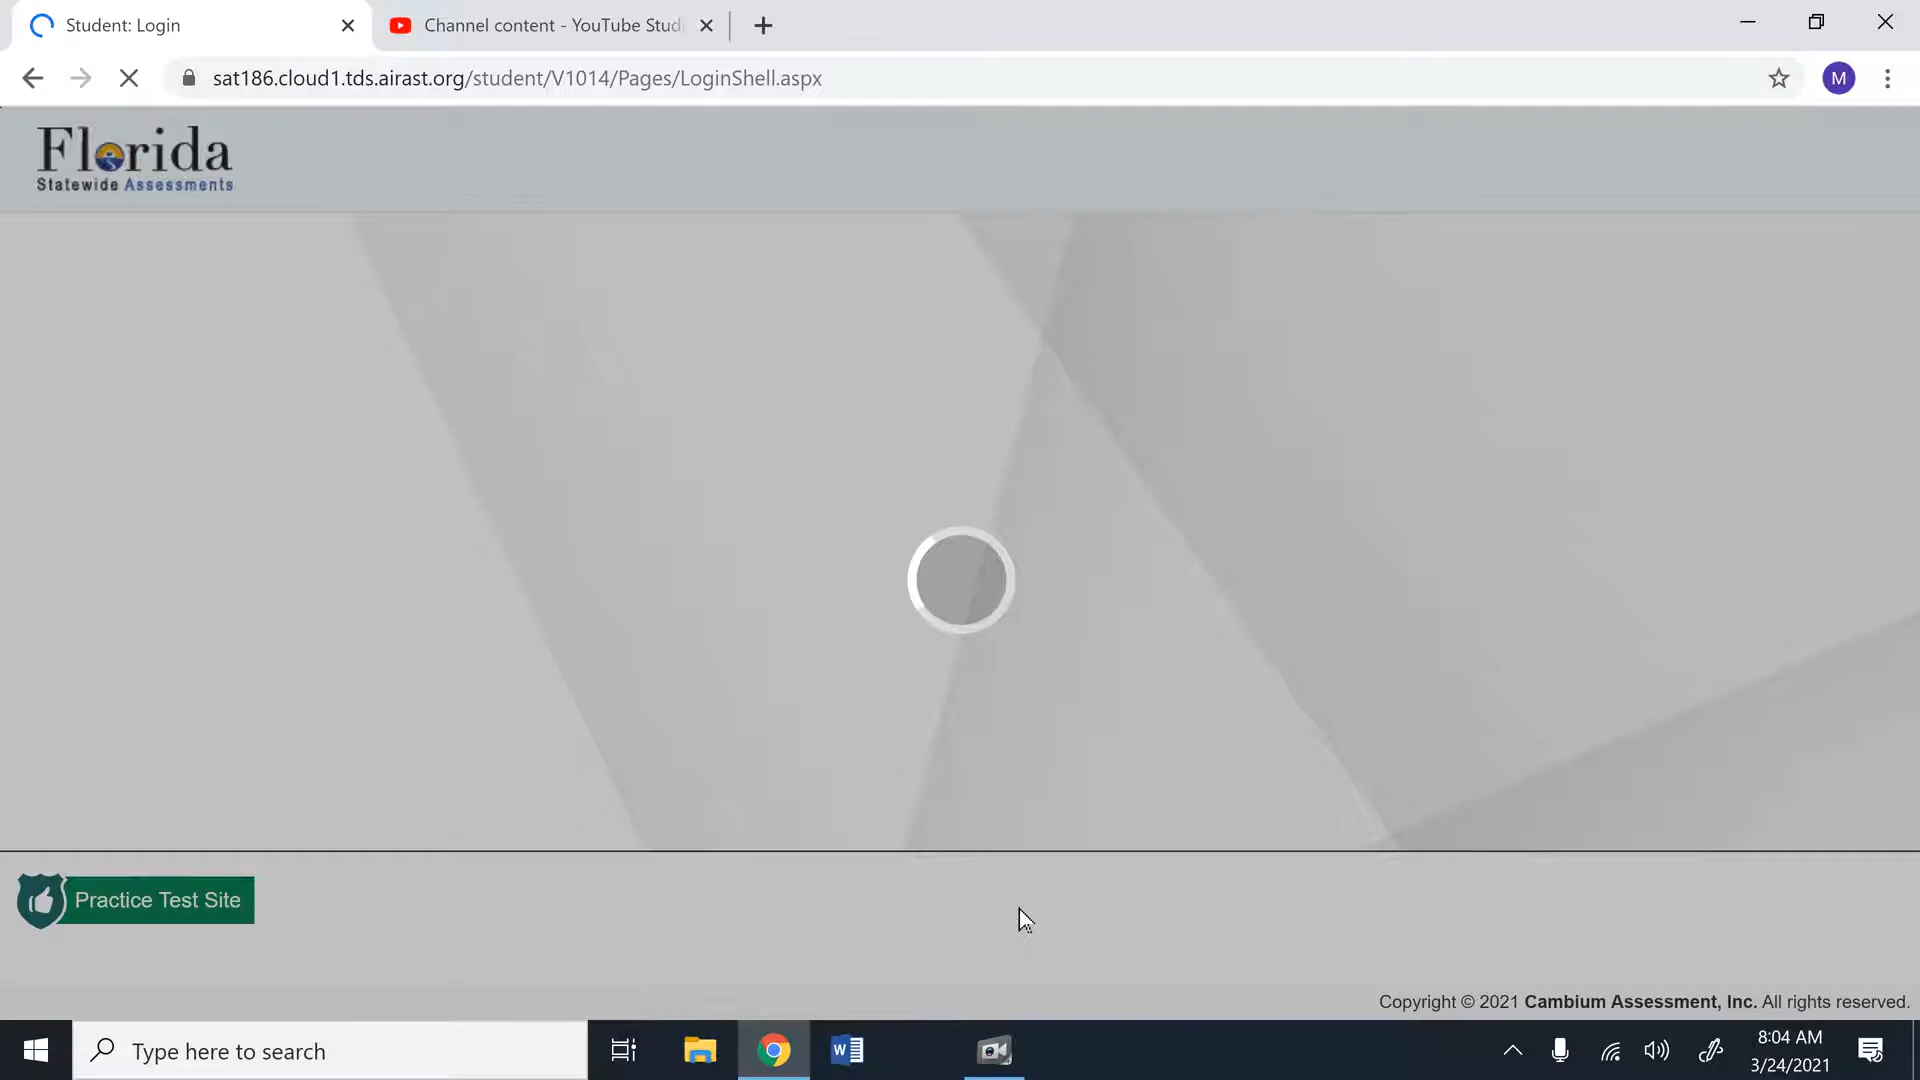 Student: Login
Channel content - YouTube Stud
sat186.cloud1.tds.airast.org/student/V1014/Pages/LoginShell.aspx
M
Florida
Statewide Assessments
Practice Test Site
Copyright © 2021 Cambium Assessment, Inc. All rights reserved.
Type here to search
W
8:04 AM
3/24/2021